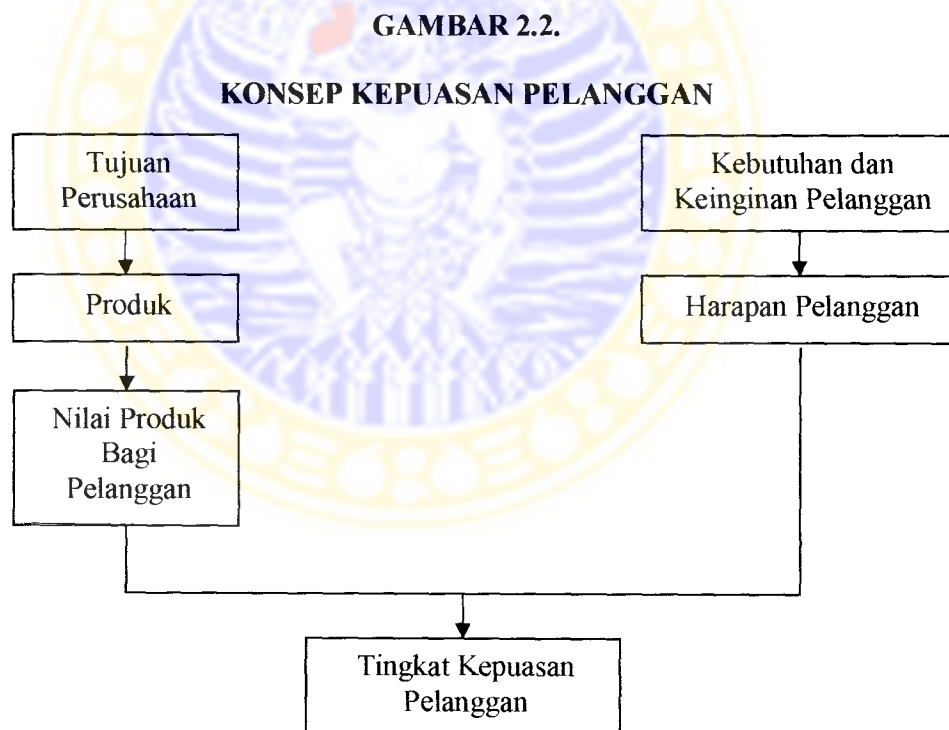 GAMBAR 2.2.
KONSEP KEPUASAN PELANGGAN
Tujuan
Perusahaan
Produk
Nilai Produk
Bagi
Pelanggan
Kebutuhan dan
Keinginan Pelanggan
Harapan Pelanggan
Tingkat Kepuasan
Pelanggan